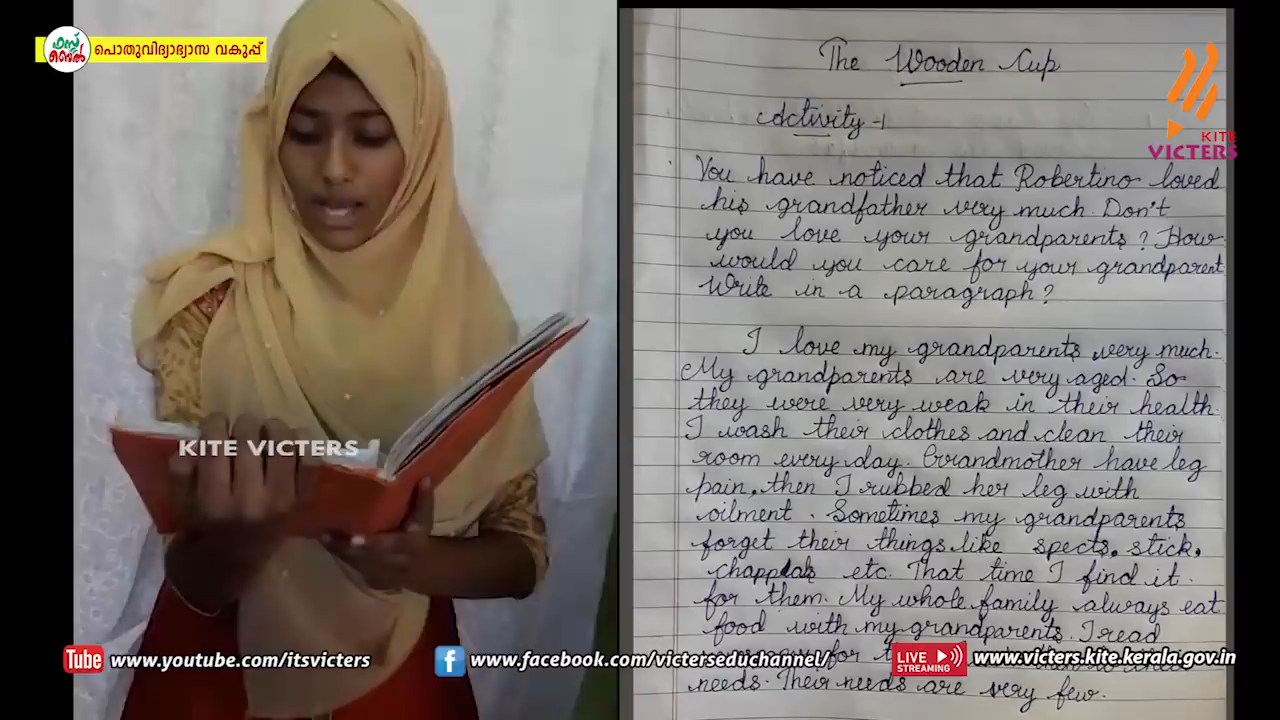 ഫസ്റ്റ് ബെൽ
പൊതുവിദ്യാഭ്യാസ വകുപ്പ്
KITE VICTERS
KITE
VICTERS
The Wooden Cup
Activity -1
You have noticed that Robertino loved
his grandfather very much. Don't
you love your grandparents? How
would you care for your grandparent
Write in a paragraph?
I love my grandparents very much.
My grandparents are very aged. So
they were very weak in their health.
I wash their clothes and clean their
room every day. Grandmother have leg
pain, then I rubbed her leg with
oilment. Sometimes my grandparents
forget their things like spects, stick,
chappals etc. That time I find it
for them. My whole family always eat
food with my grandparents. I read
for
needs. Their needs are very few.
You Tube www.youtube.com/itsvicters
f www.facebook.com/victerseduchannel/
LIVE STREAMING www.victers.kite.kerala.gov.in